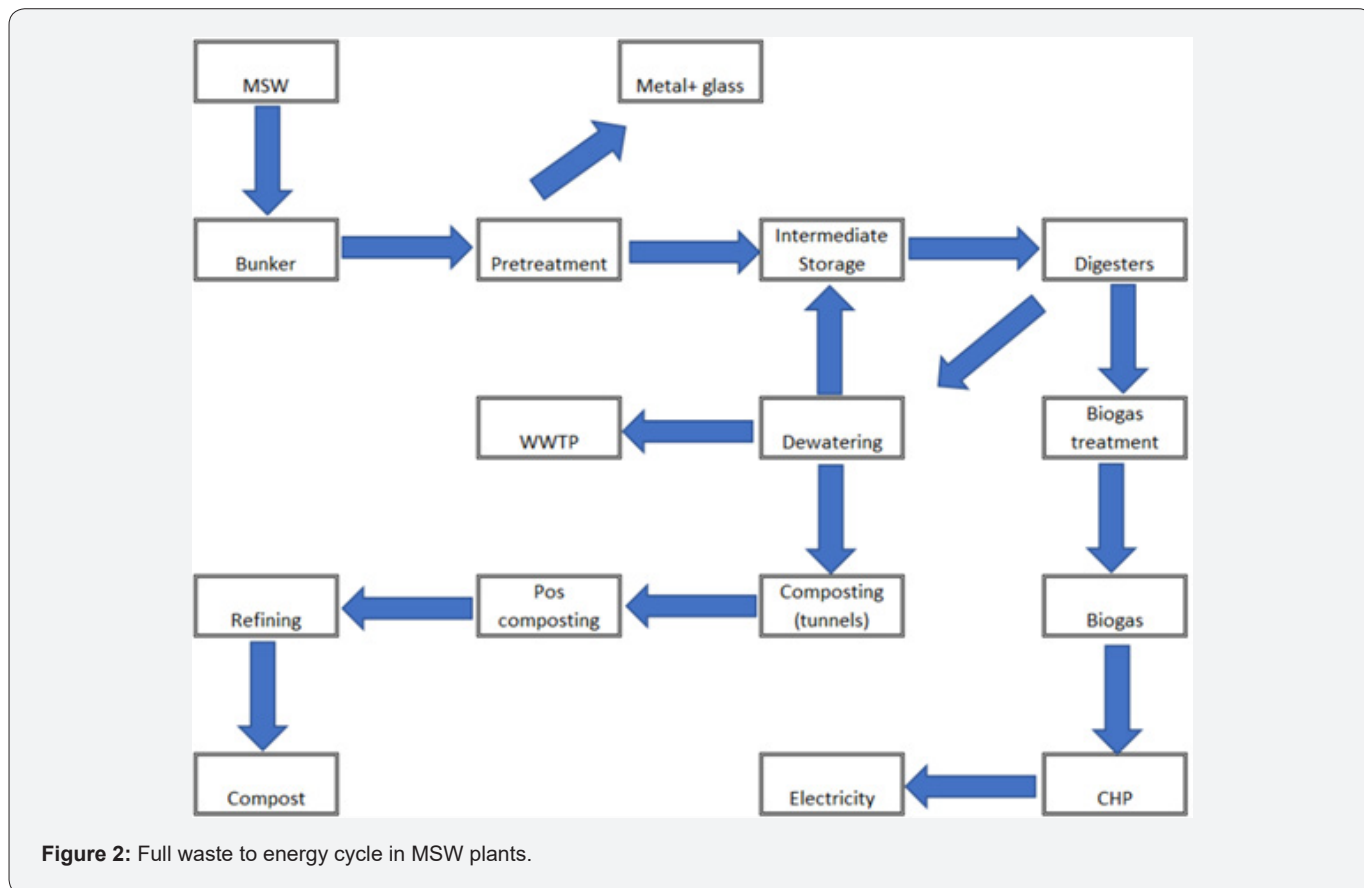 MSW
Metal+ glass
Bunker
Pretreatment
Intermediate
Storage
Digesters
WWTP
Dewatering
Biogas
treatment
Refining
Pos
composting
Composting
(tunnels)
Biogas
Compost
Electricity
CHP
Figure 2: Full waste to energy cycle in MSW plants.